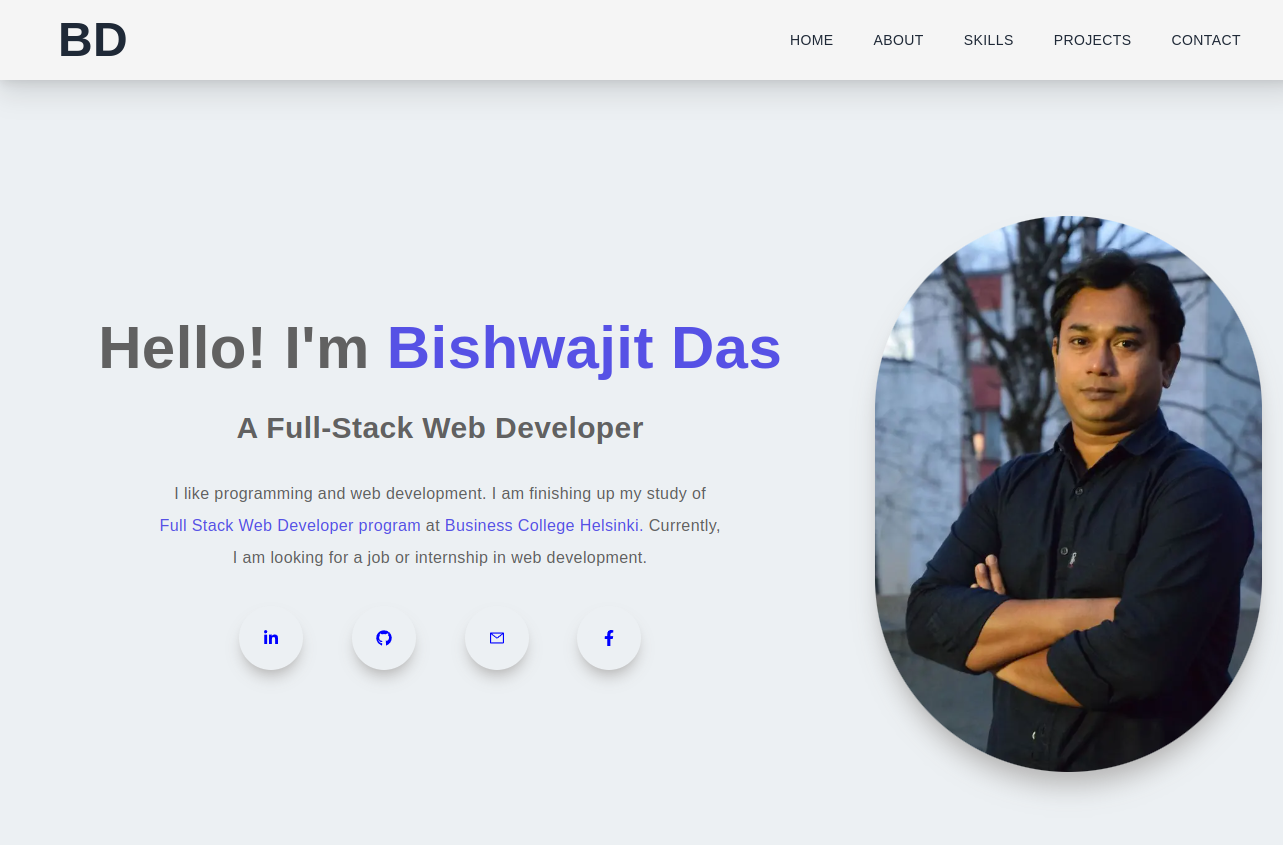 BD
HOME ABOUT SKILLS PROJECTS CONTACT
Hello! I'm Bishwajit Das
A Full-Stack Web Developer
I like programming and web development. I am finishing up my study of
Full Stack Web Developer program at Business College Helsinki. Currently,
I am looking for a job or internship in web development.